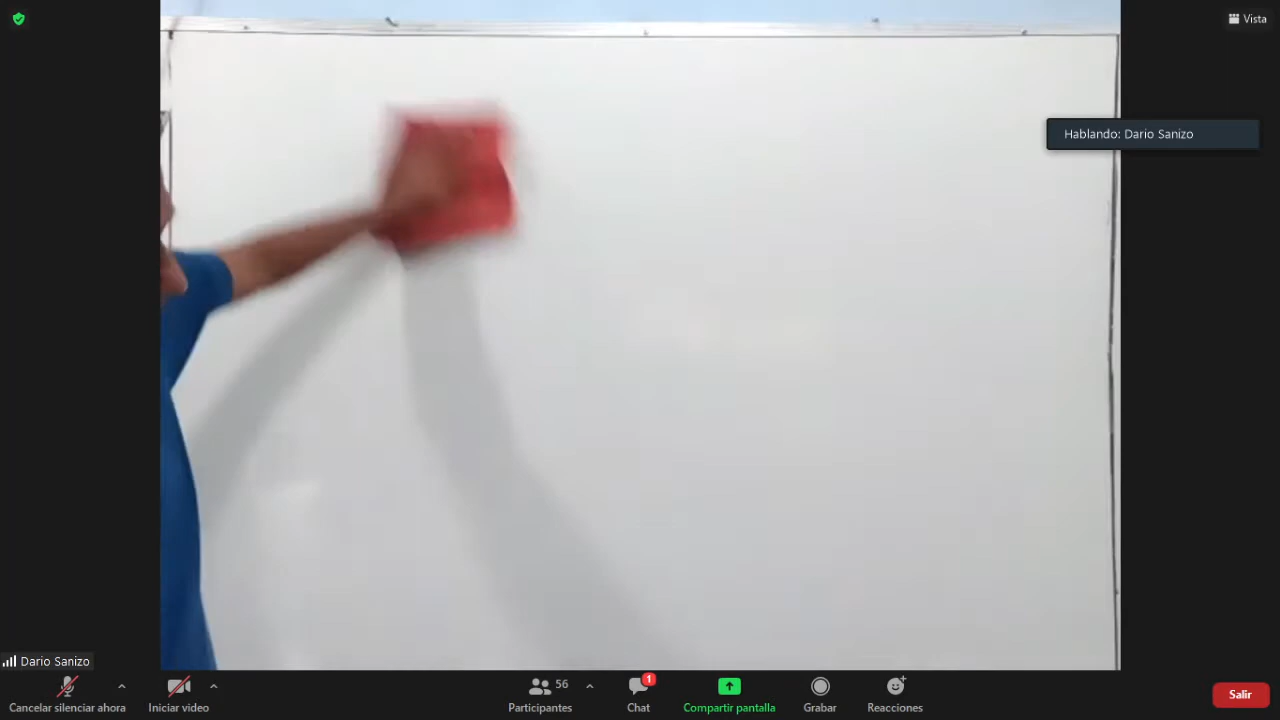 Vista
Hablando: Dario Sanizo
Dario Sanizo
Cancelar silenciar ahora
Iniciar video
56
Participantes
1
Chat
Compartir pantalla
Grabar
Reacciones
Salir